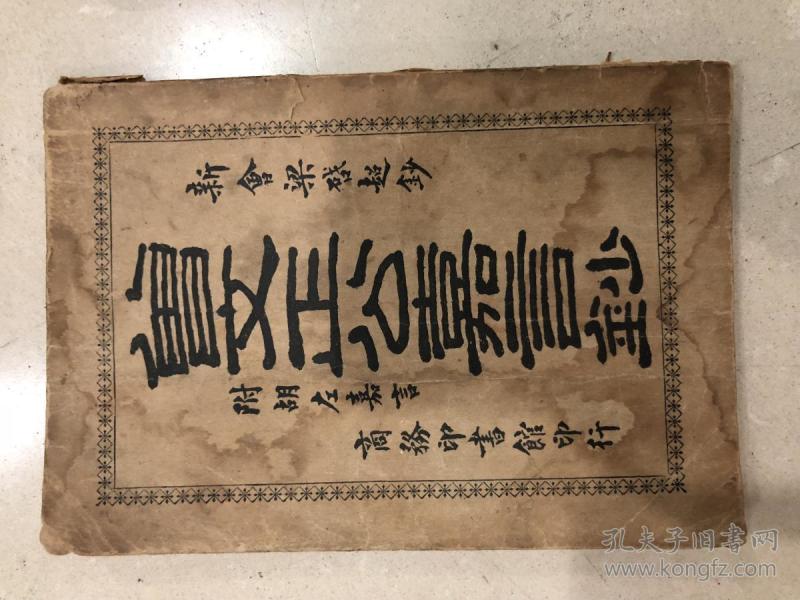 新會梁啓超鈔
曾文正公嘉言鈔
附胡左嘉言
商務印書館印行
孔夫子旧书网
www.kongfz.com